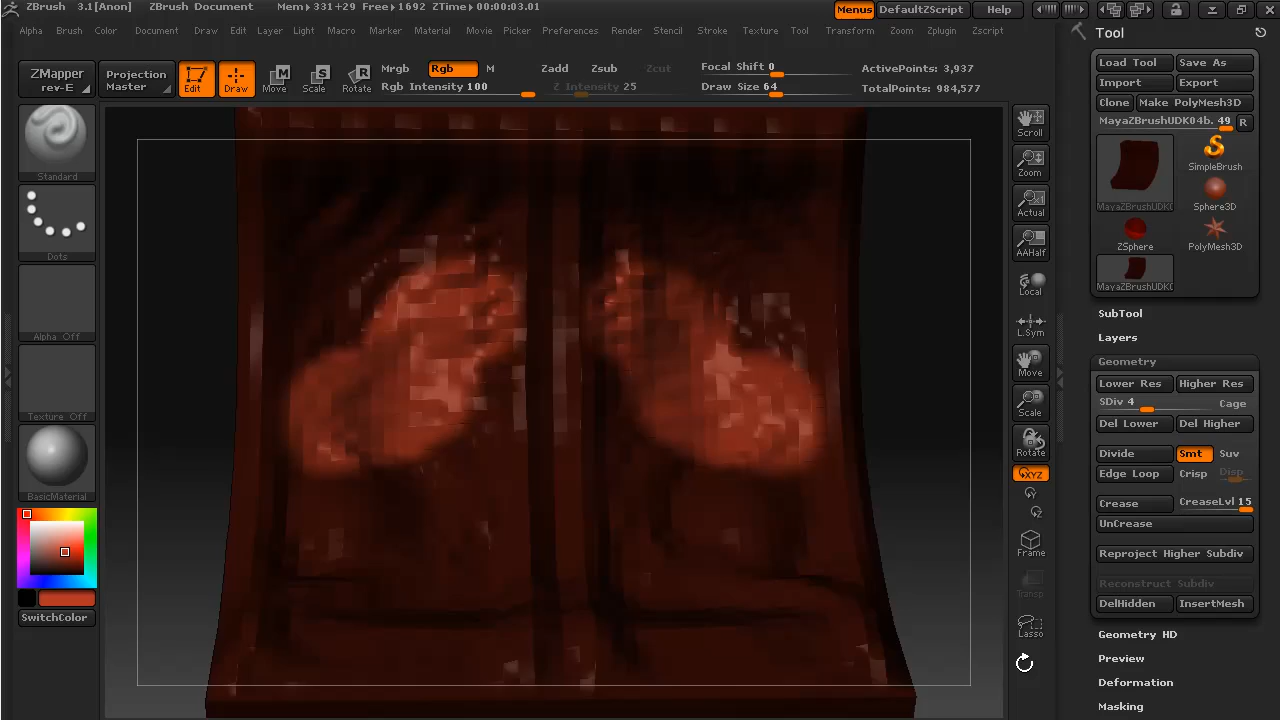 ZBrush 3.1[Anon] ZBrush Document Mem▸331+29 Free▸1692 ZTime▸00:00:03.01 Menus DefaultZScript Help
Alpha Brush Color Document Draw Edit Layer Light Macro Marker Material Movie Picker Preferences Render Stencil Stroke Texture Tool Transform Zoom Zplugin Zscript
Tool
ZMapper rev-E
Projection Master
Edit
Draw
Move
Scale
Rotate
Mrgb Rgb M
Rgb Intensity 100
Zadd Zsub Zcut
Z Intensity 25
Focal Shift 0
Draw Size 64
ActivePoints: 3,937
TotalPoints: 984,577
Standard
Dots
Alpha Off
Texture Off
BasicMaterial
SwitchColor
Scroll
Zoom
Actual
AAHalf
Local
L.Sym
Move
Scale
Rotate
XYZ
Frame
Transp
Lasso
Load Tool Save As
Import Export
Clone Make PolyMesh3D
MayaZBrushUDK04b. 49 R
MayaZBrushUDK0
SimpleBrush
Sphere3D
ZSphere
PolyMesh3D
MayaZBrushUDK0
SubTool
Layers
Geometry
Lower Res Higher Res
SDiv 4 Cage
Del Lower Del Higher
Divide Smt Suv
Edge Loop Crisp Disp
Crease CreaseLvl 15
UnCrease
Reproject Higher Subdiv
Reconstruct Subdiv
DelHidden InsertMesh
Geometry HD
Preview
Deformation
Masking